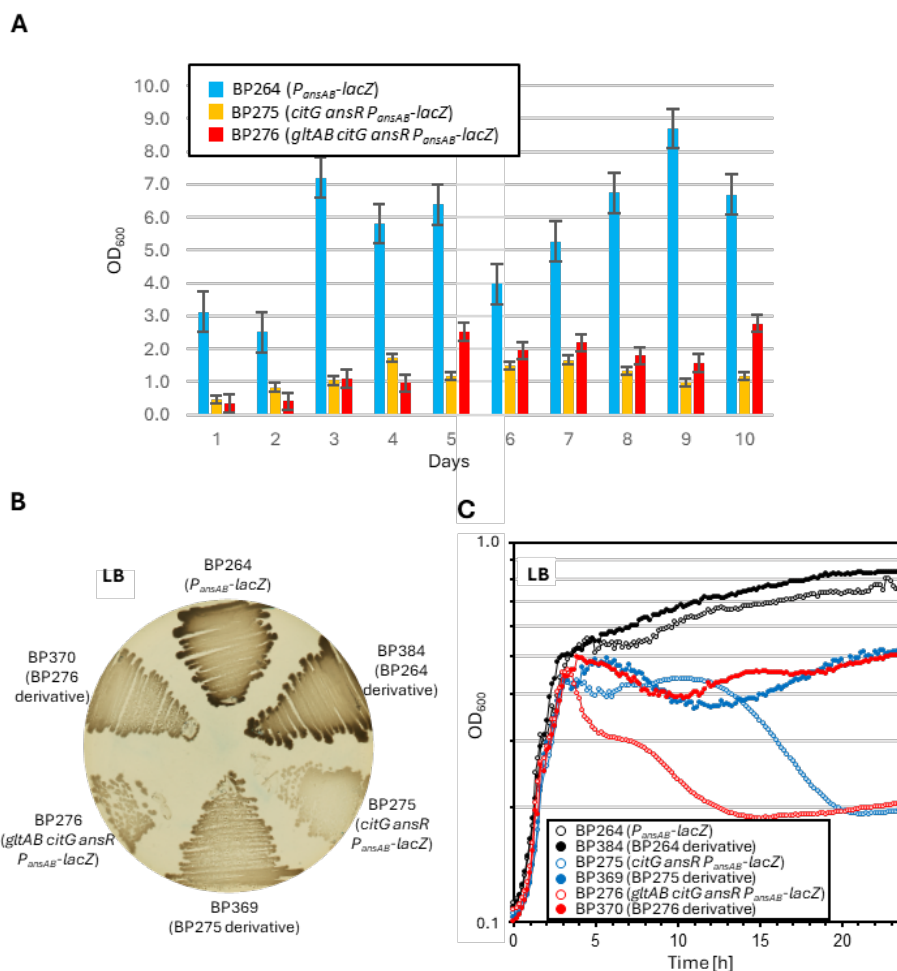 A
BP264 (PansAB-lacZ)
BP275 (citG ansR PansAB-lacZ)
BP276 (gltAB citG ansR PansAB-lacZ)
10.0
9.0
8.0
7.0
6.0
5.0
4.0
3.0
2.0
1.0
0.0
OD600
1 2 3 4 5 6 7 8 9 10
Days
B
LB
BP264
(PansAB-lacZ)
BP370
(BP276
derivative)
BP384
(BP264
derivative)
BP276
(gltAB citG ansR
PansAB-lacZ)
BP275
(citG ansR
PansAB-lacZ)
BP369
(BP275 derivative)
C
1.0
LB
OD600
BP264 (PansAB-lacZ)
BP384 (BP264 derivative)
BP275 (citG ansR PansAB-lacZ)
BP369 (BP275 derivative)
BP276 (gltAB citG ansR PansAB-lacZ)
BP370 (BP276 derivative)
0.1
0 5 10 15 20
Time [h]